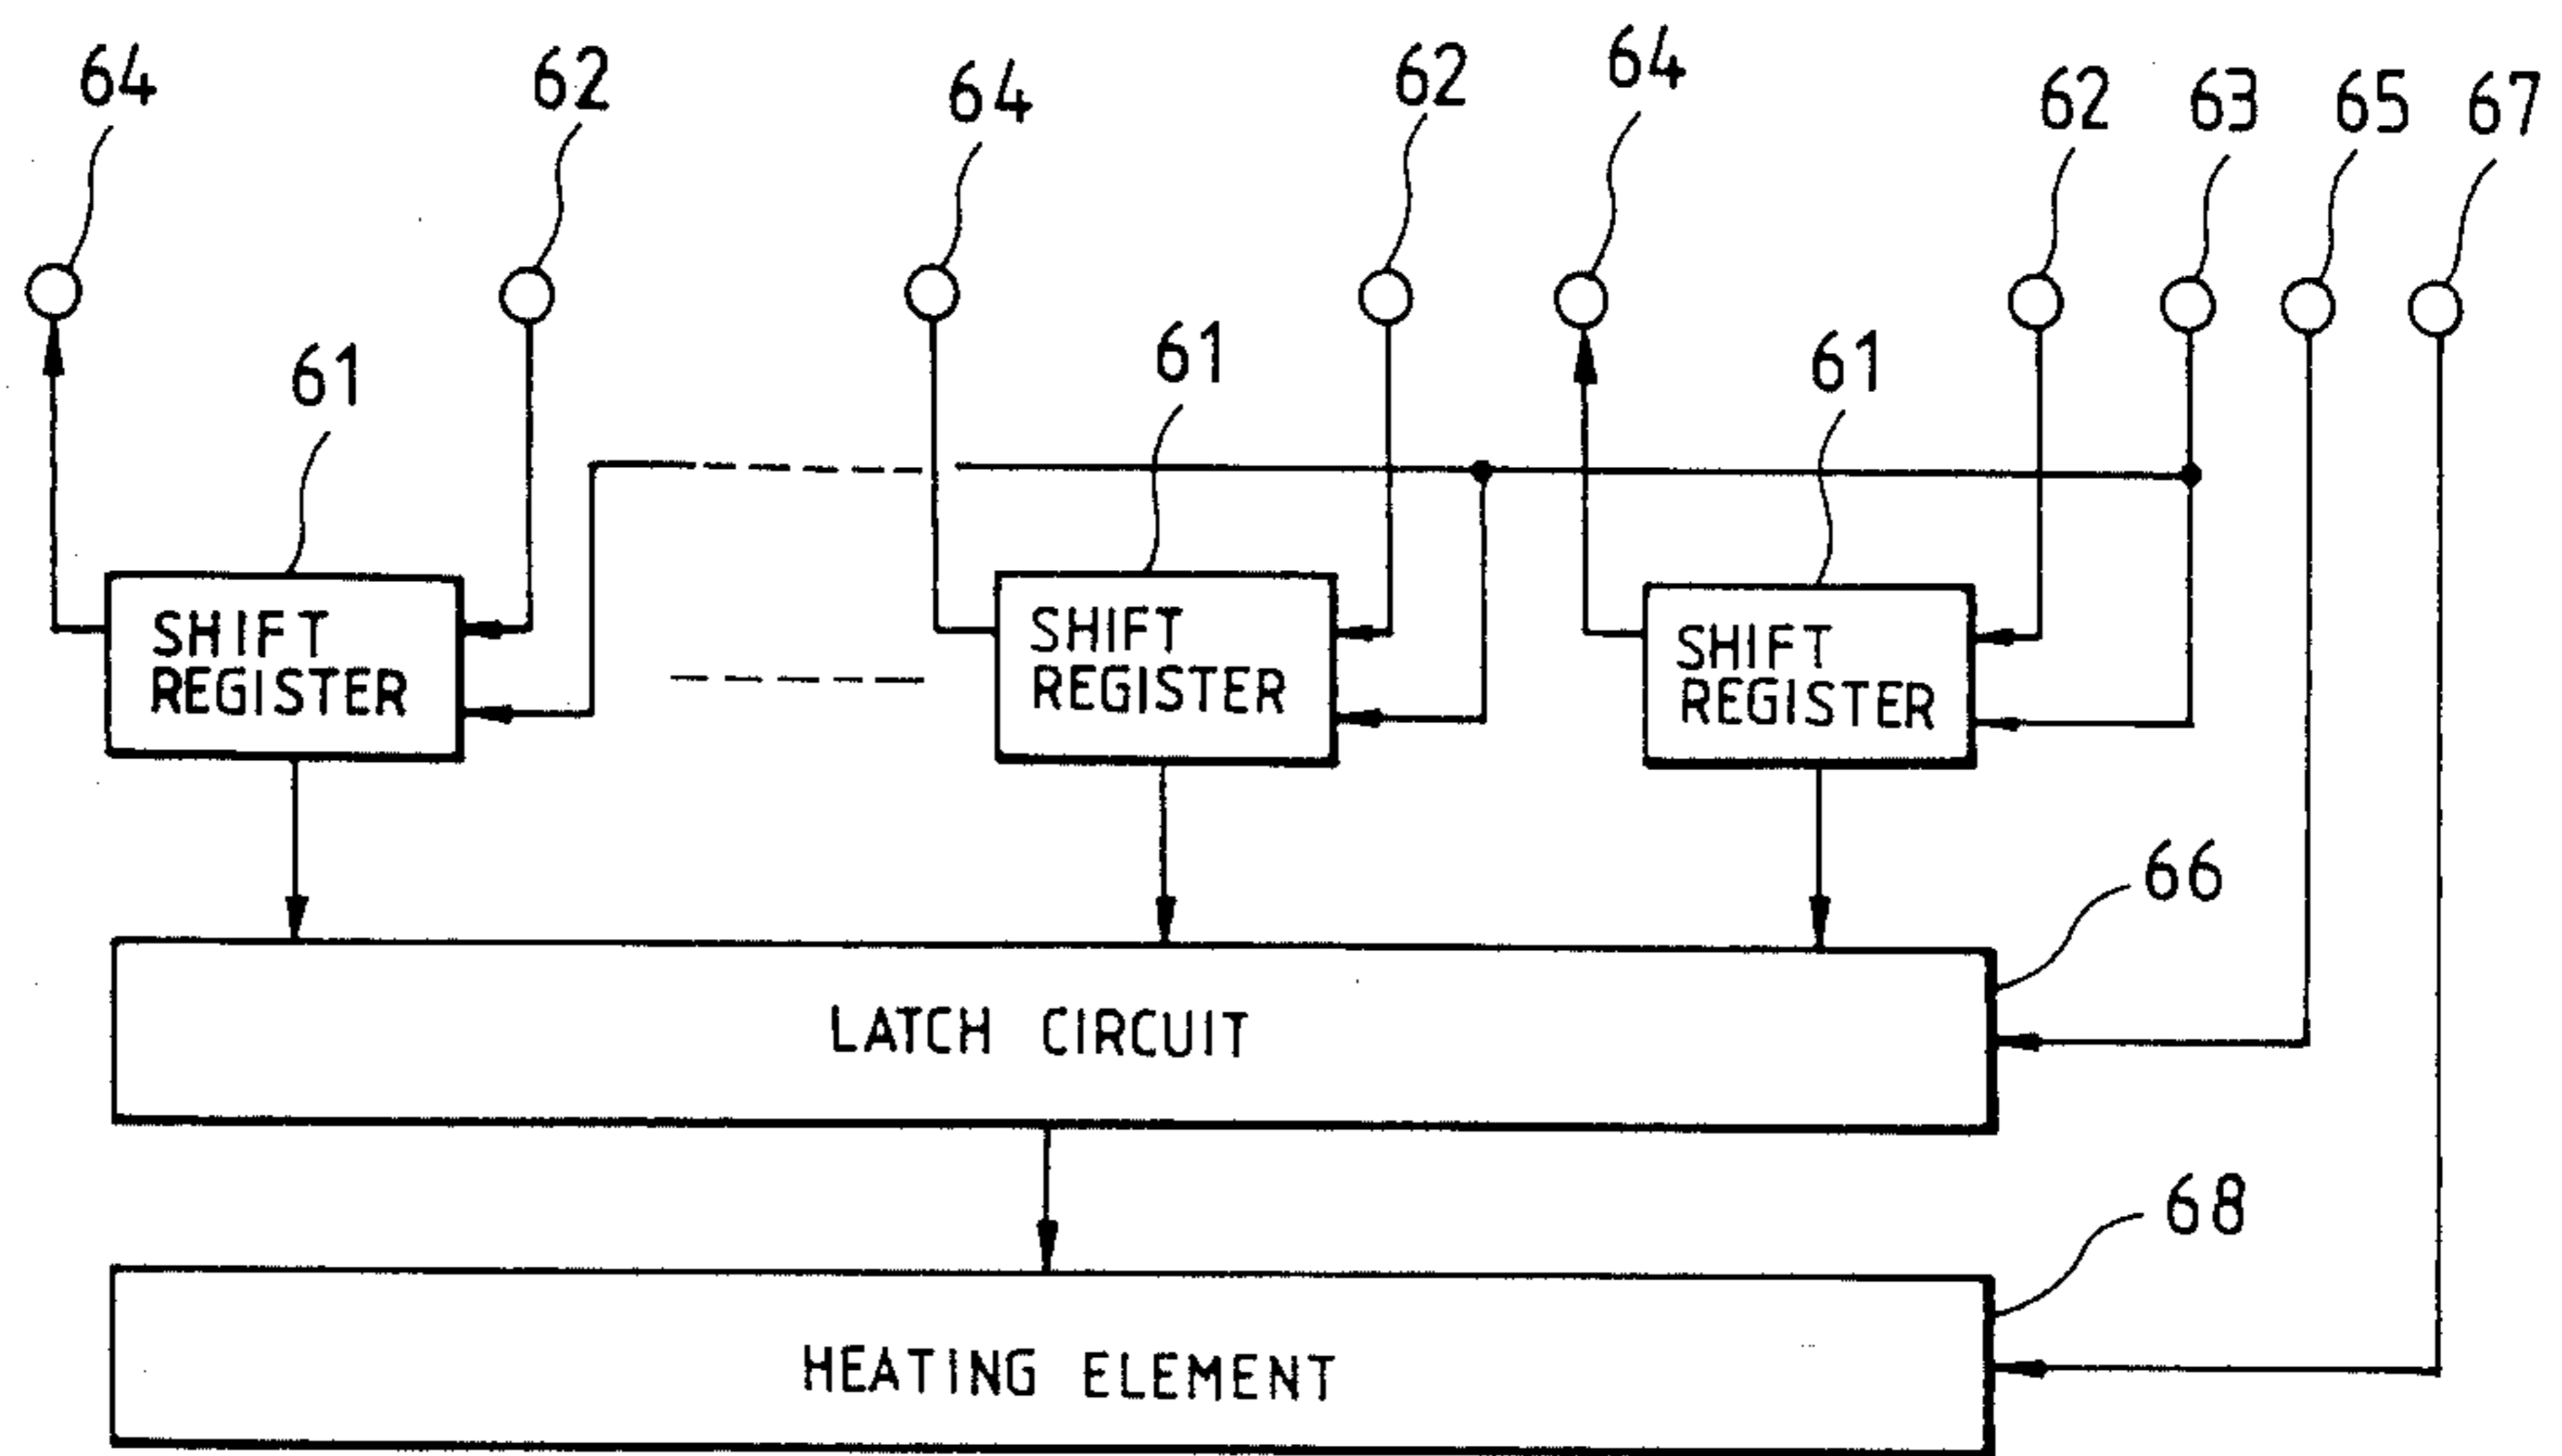 64 62 64 62 64 62 63 65 67
61 61 61
SHIFT
REGISTER
SHIFT
REGISTER
SHIFT
REGISTER
66
LATCH CIRCUIT
68
HEATING ELEMENT